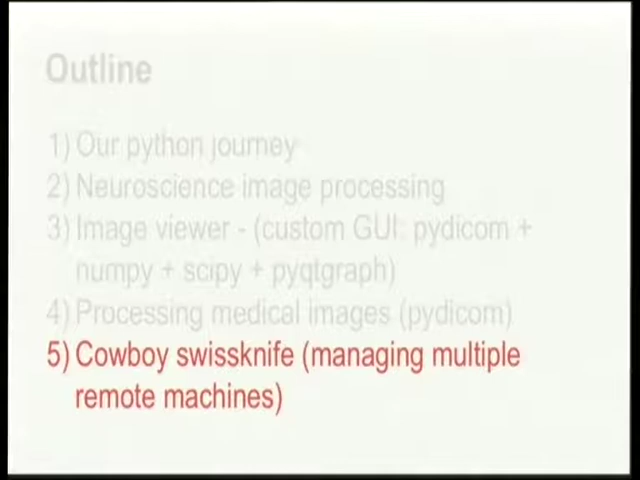 Outline
1) Our python journey
2) Neuroscience image processing
3) Image viewer - (custom GUI: pydicom +
numpy + scipy + pyqtgraph)
4) Processing medical images (pydicom)
5) Cowboy swissknife (managing multiple
remote machines)